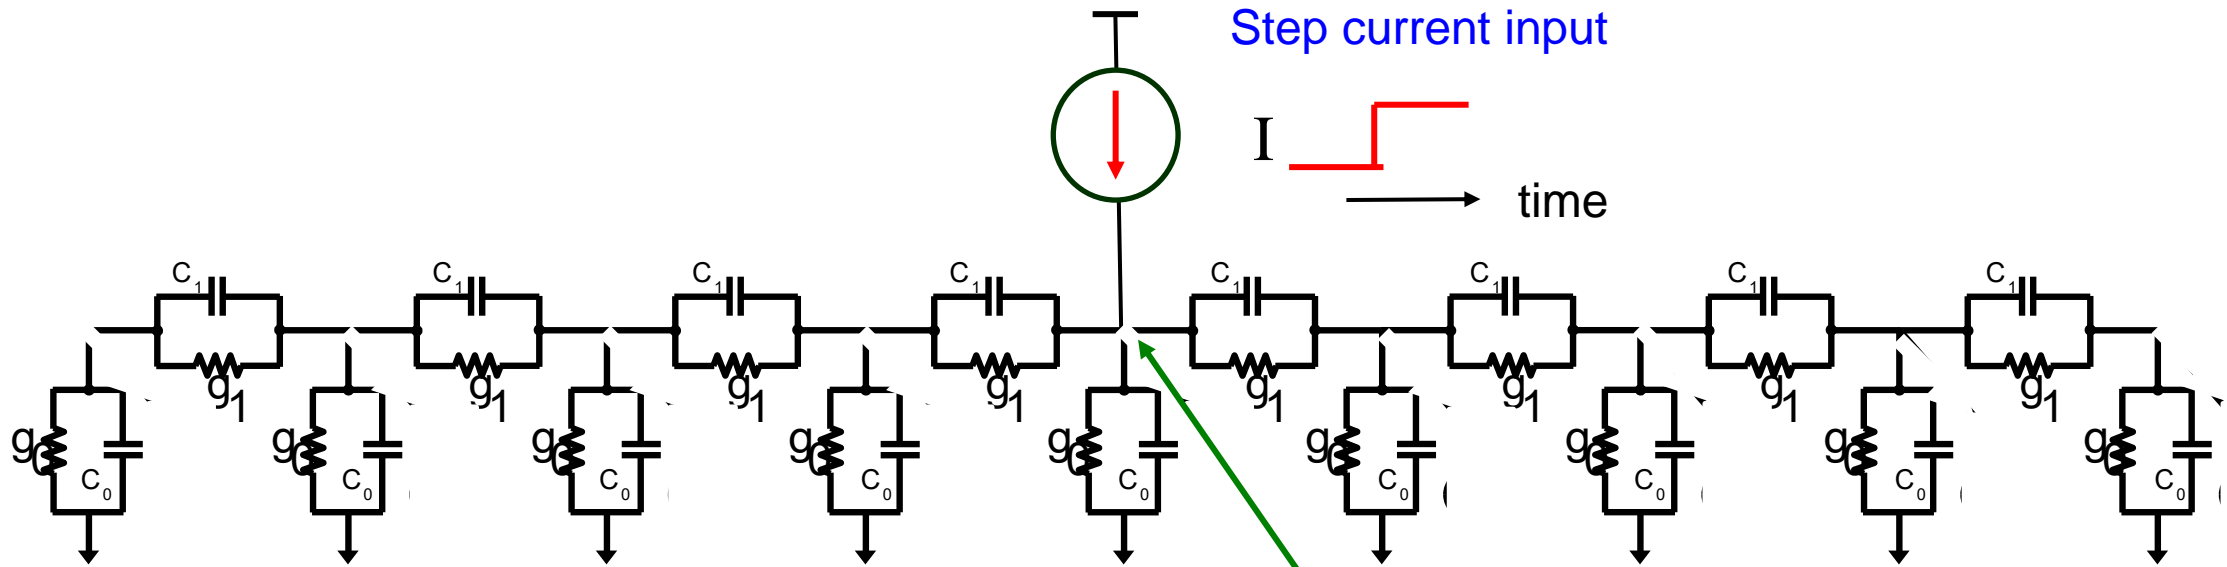 Step current input
I
time
C1 C1 C1 C1 C1 C1 C1 C1
g1 g1 g1 g1 g1 g1 g1 g1
g0 g0 g0 g0 g0 g0 g0 g0 g0
C0 C0 C0 C0 C0 C0 C0 C0 C0